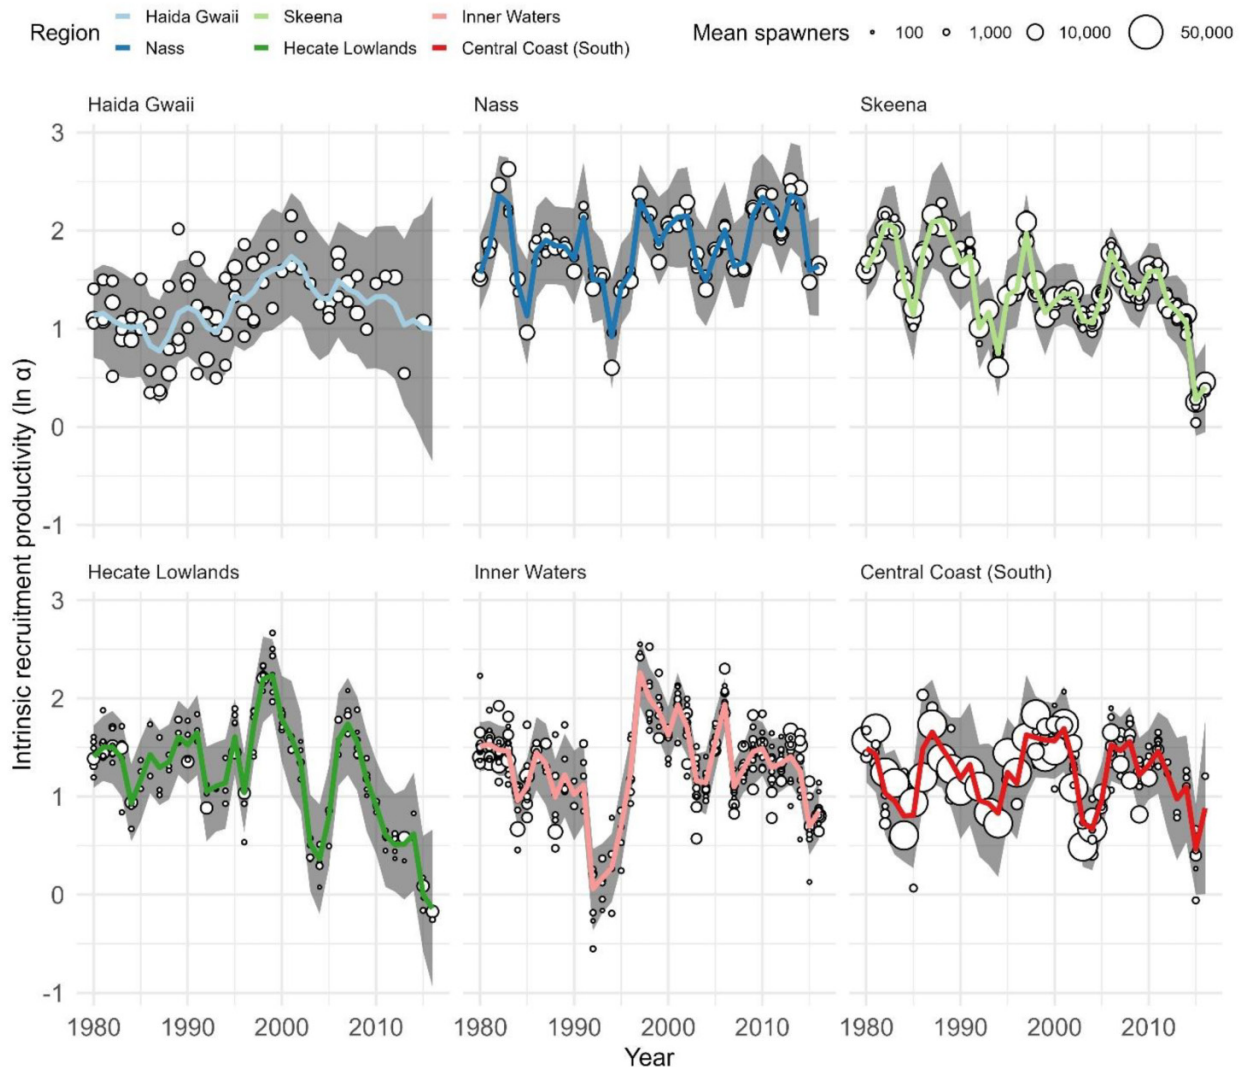 Region
Haida Gwaii
Skeena
Inner Waters
Nass
Hecate Lowlands
Central Coast (South)
Mean spawners
100
1,000
10,000
50,000
Haida Gwaii
Nass
Skeena
3
2
1
0
-1
Intrinsic recruitment productivity (ln α)
Hecate Lowlands
Inner Waters
Central Coast (South)
3
2
1
0
-1
1980 1990 2000 2010
1980 1990 2000 2010
1980 1990 2000 2010
Year